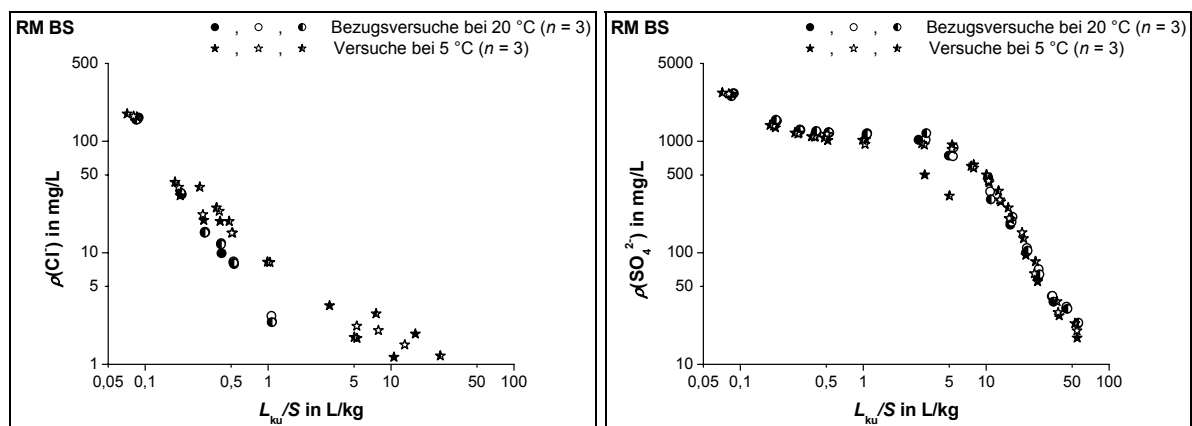 RM BS
● , ○ , ◐ Bezugsversuche bei 20 °C (n = 3)
★ , ☆ , ★ Versuche bei 5 °C (n = 3)
500
100
50
10
5
1
ρ(Cl⁻) in mg/L
0,05 0,1 0,5 1 5 10 100
L_ku/S in L/kg
RM BS
● , ○ , ◐ Bezugsversuche bei 20 °C (n = 3)
★ , ☆ , ★ Versuche bei 5 °C (n = 3)
5000
1000
500
100
50
10
ρ(SO₄²⁻) in mg/L
0,05 0,1 0,5 1 5 10 50 100
L_ku/S in L/kg